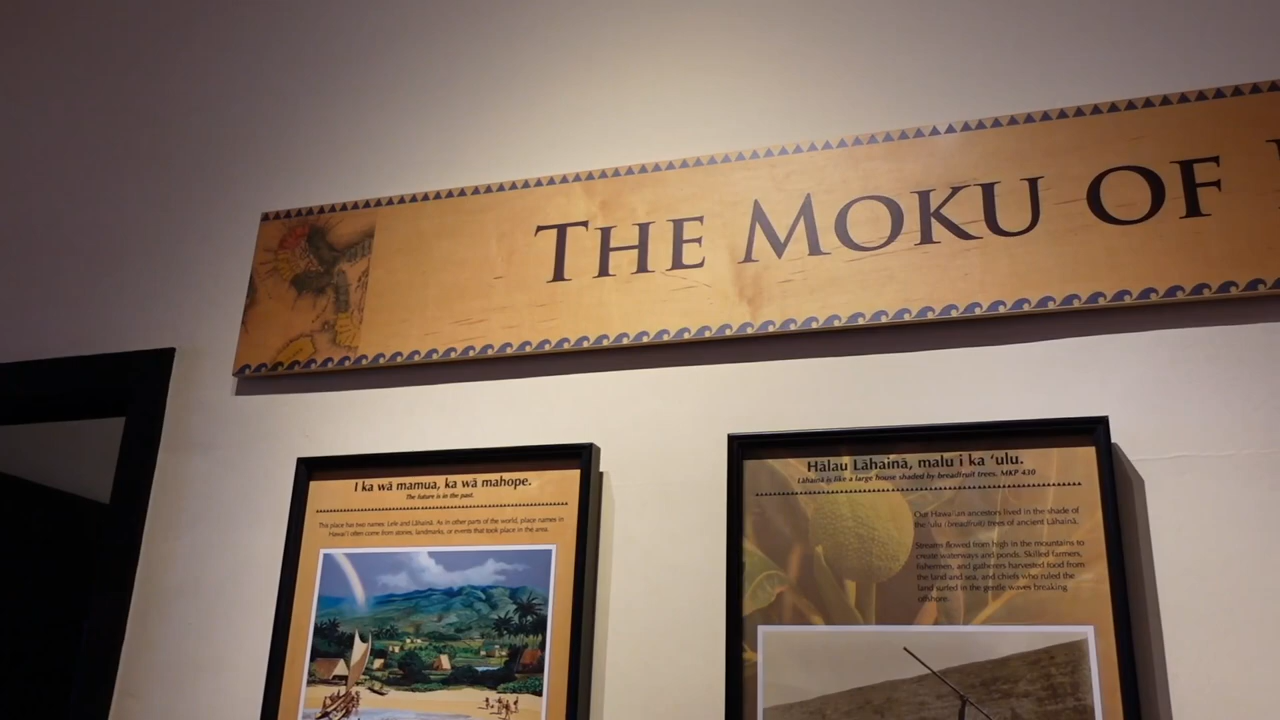 THE MOKU OF
I ka wā mamua, ka wā mahope.
The future is in the past.
This place has two names: Lele and Lāhainā. As in other parts of the world, place names in
Hawai'i often come from stories, landmarks, or events that took place in the area.
Hālau Lāhainā, malu i ka ʻulu.
Lāhainā is like a large house shaded by breadfruit trees. MKP 430
Our Hawaiian ancestors lived in the shade of
the ʻulu (breadfruit) trees of ancient Lāhainā.
Streams flowed from high in the mountains to
create waterways and ponds. Skilled farmers,
fishermen, and gatherers harvested food from
the land and sea, and chiefs who ruled the
land surfed in the gentle waves breaking
offshore.